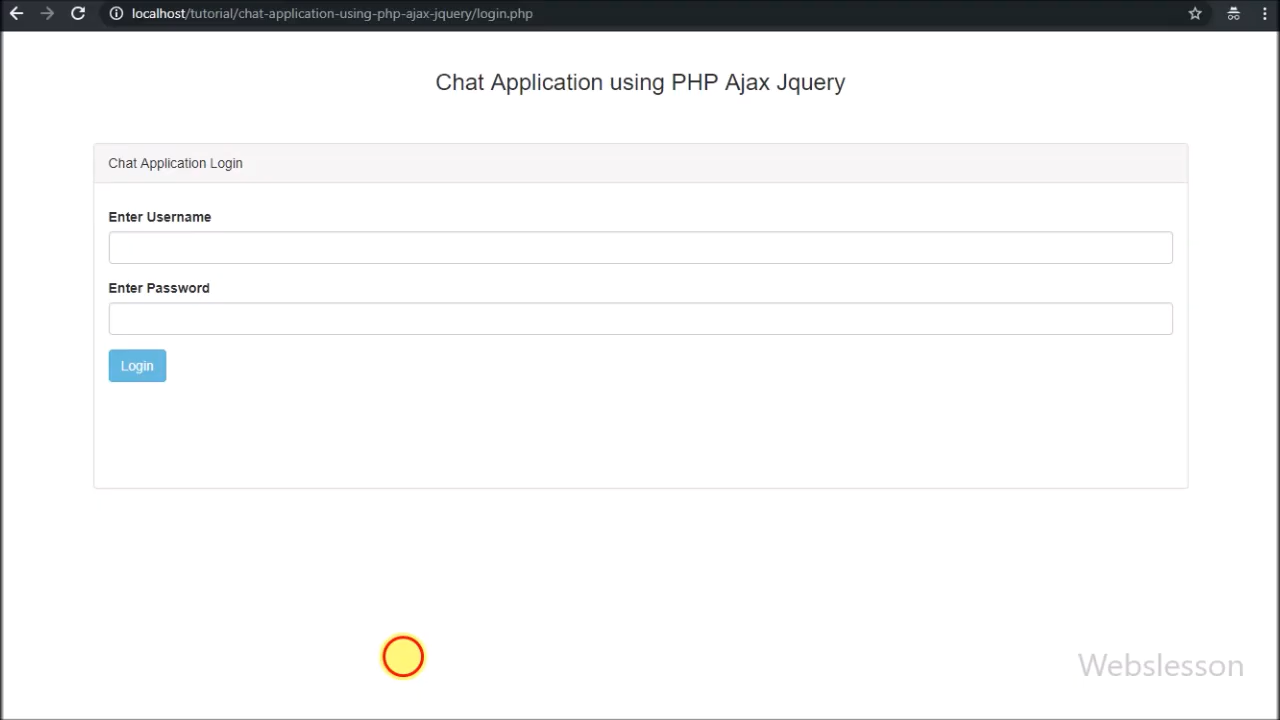 localhost/tutorial/chat-application-using-php-ajax-jquery/login.php
Chat Application using PHP Ajax Jquery
Chat Application Login
Enter Username
Enter Password
Login
Webslesson